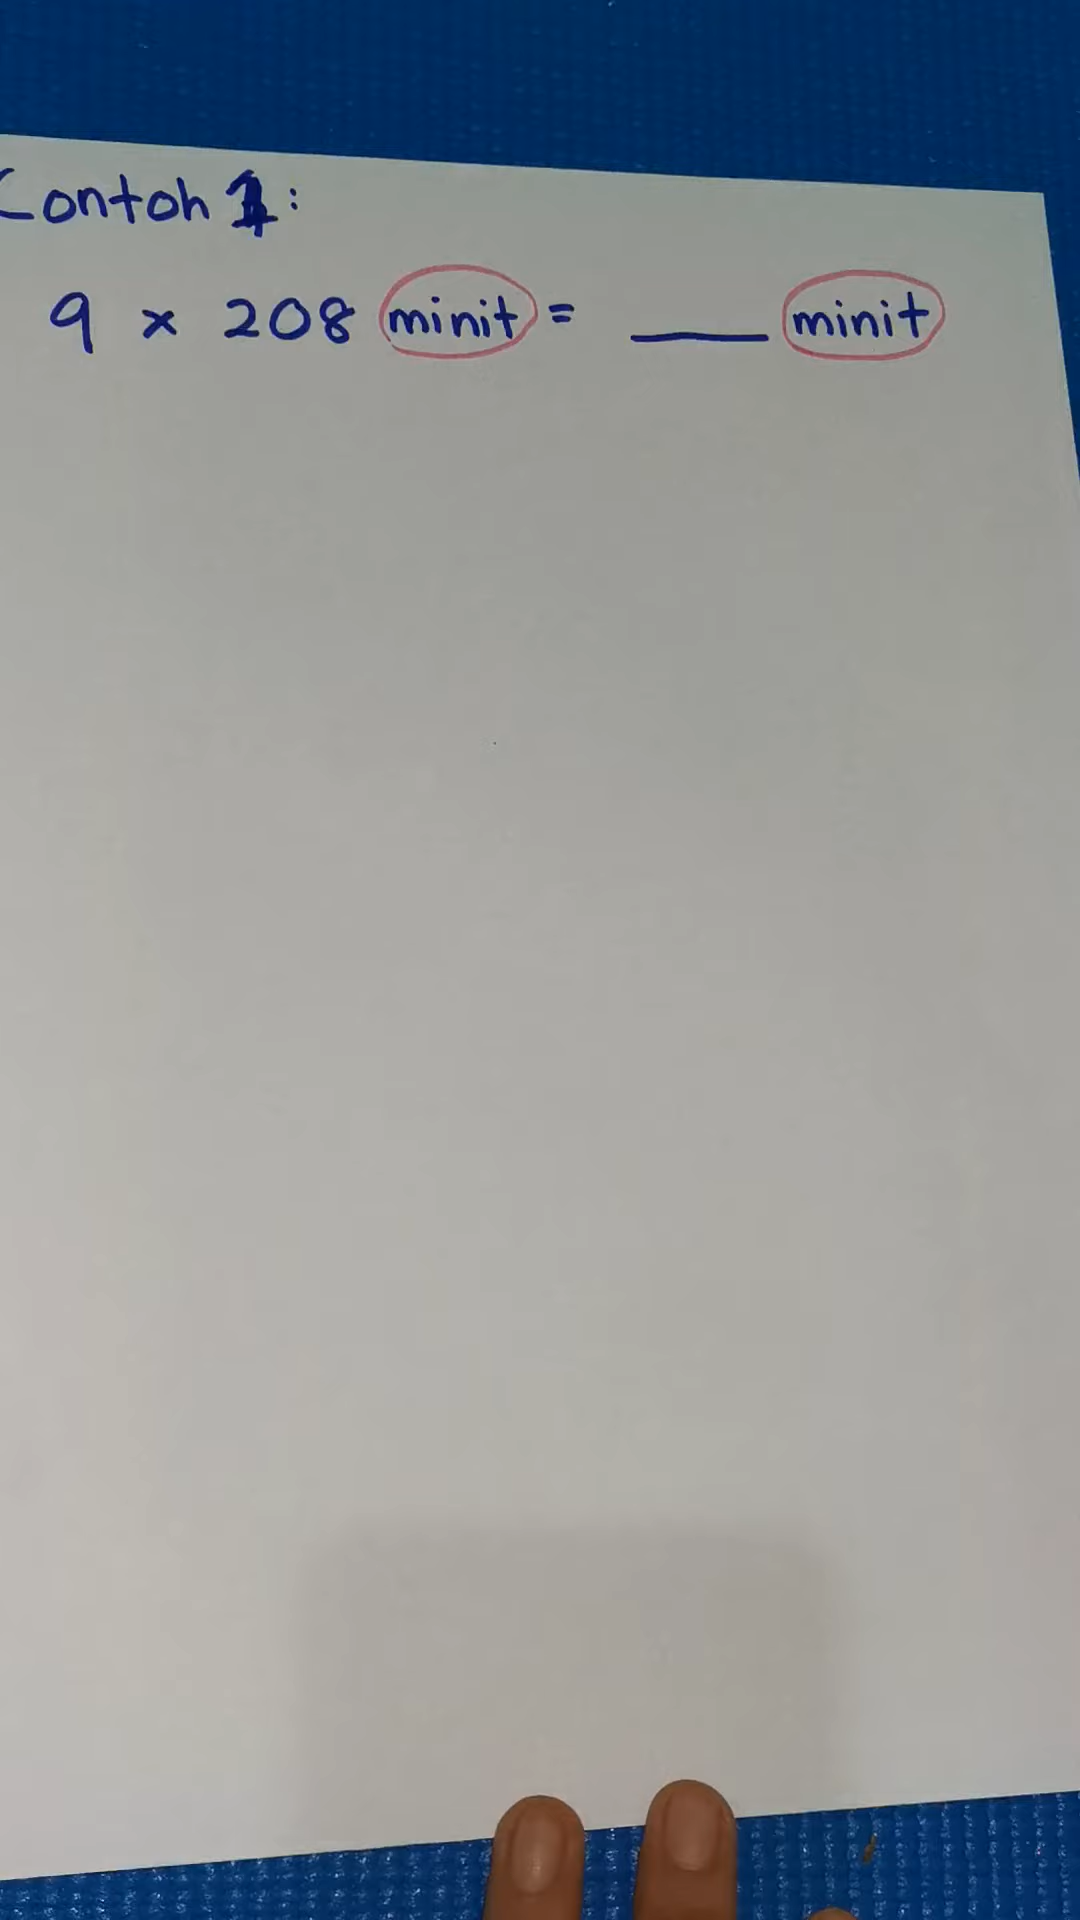 Contoh 1:
9 × 208 minit = ___ minit